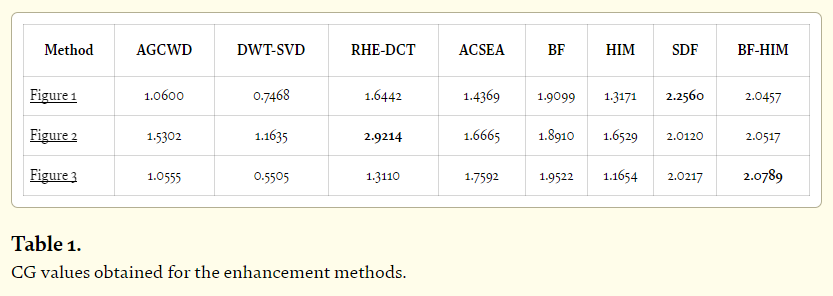 Method AGCWD DWT-SVD RHE-DCT ACSEA BF HIM SDF BF-HIM
Figure 1 1.0600 0.7468 1.6442 1.4369 1.9099 1.3171 2.2560 2.0457
Figure 2 1.5302 1.1635 2.9214 1.6665 1.8910 1.6529 2.0120 2.0517
Figure 3 1.0555 0.5505 1.3110 1.7592 1.9522 1.1654 2.0217 2.0789
Table 1.
CG values obtained for the enhancement methods.